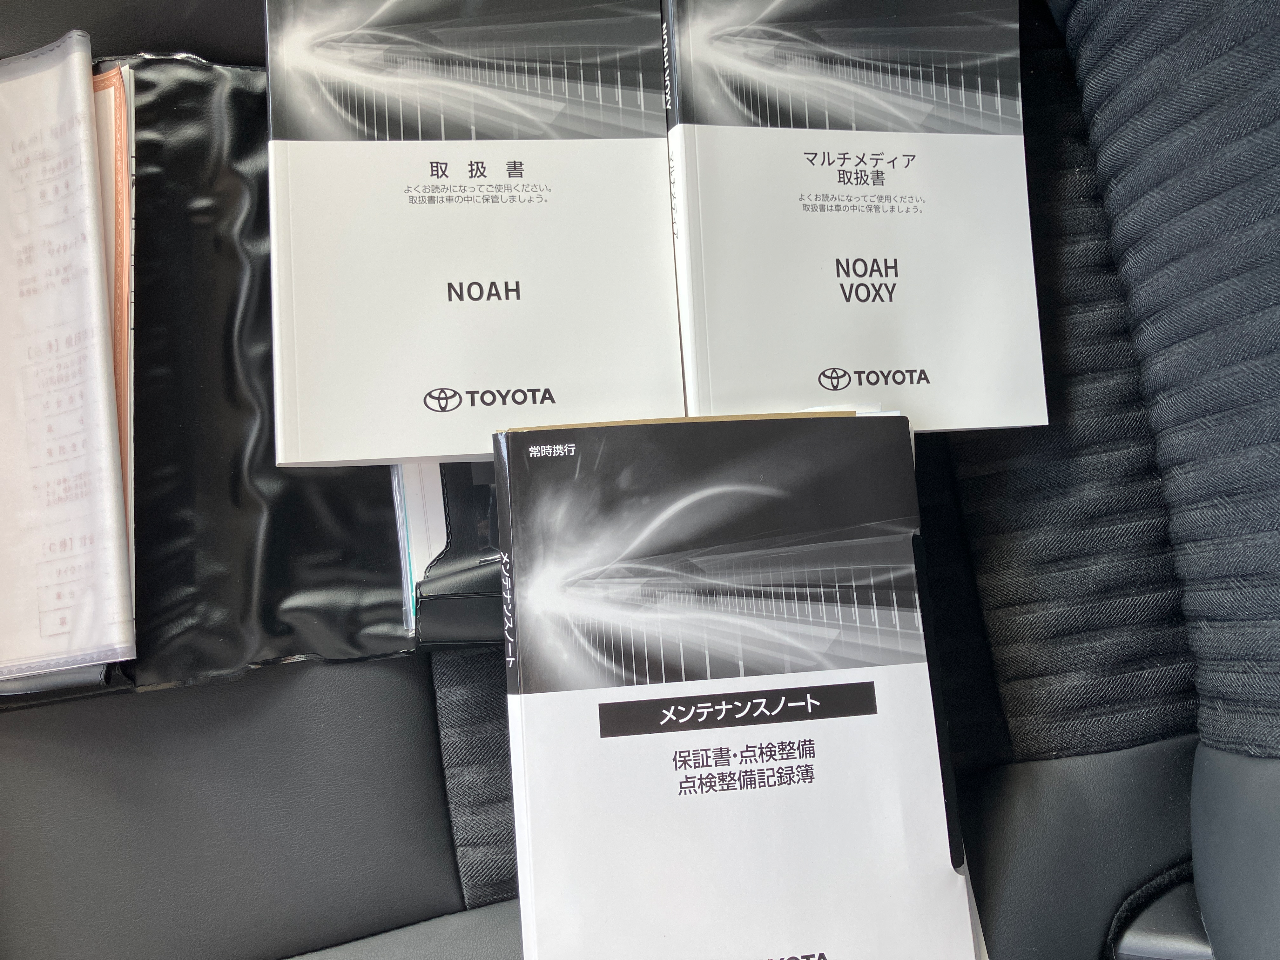 取扱書
よくお読みになってご使用ください。
取扱書は車の中に保管しましょう。
NOAH
TOYOTA
NOAH VOXY
マルチメディア
取扱書
よくお読みになってご使用ください。
取扱書は車の中に保管しましょう。
NOAH
VOXY
TOYOTA
常時携行
メンテナンスノート
メンテナンスノート
保証書・点検整備
点検整備記録簿
TOYOTA